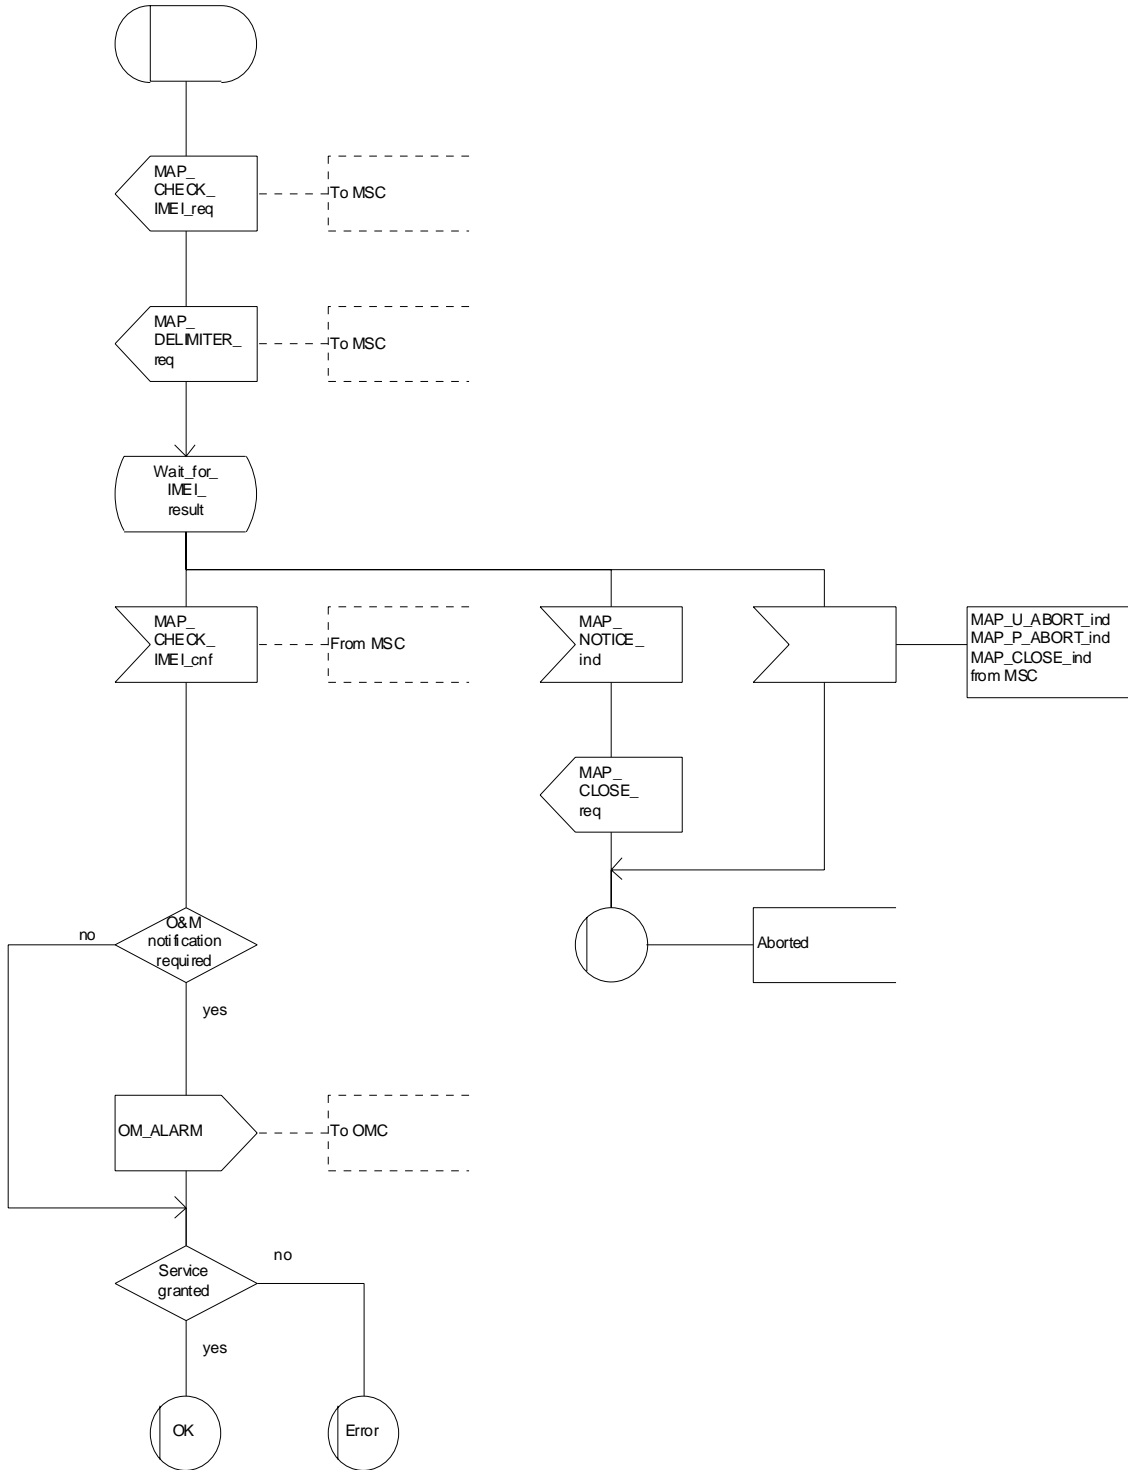 MAP_
CHECK_
IMEI_req
To MSC
MAP_
DELIMITER_
req
To MSC
Wait_for_
IMEI_
result
MAP_
CHECK_
IMEI_cnf
From MSC
MAP_
NOTICE_
ind
MAP_U_ABORT_ind
MAP_P_ABORT_ind
MAP_CLOSE_ind
from MSC
MAP_
CLOSE_
req
O&M
notification
required
no
yes
Aborted
OM_ALARM
To OMC
Service
granted
no
yes
OK
Error